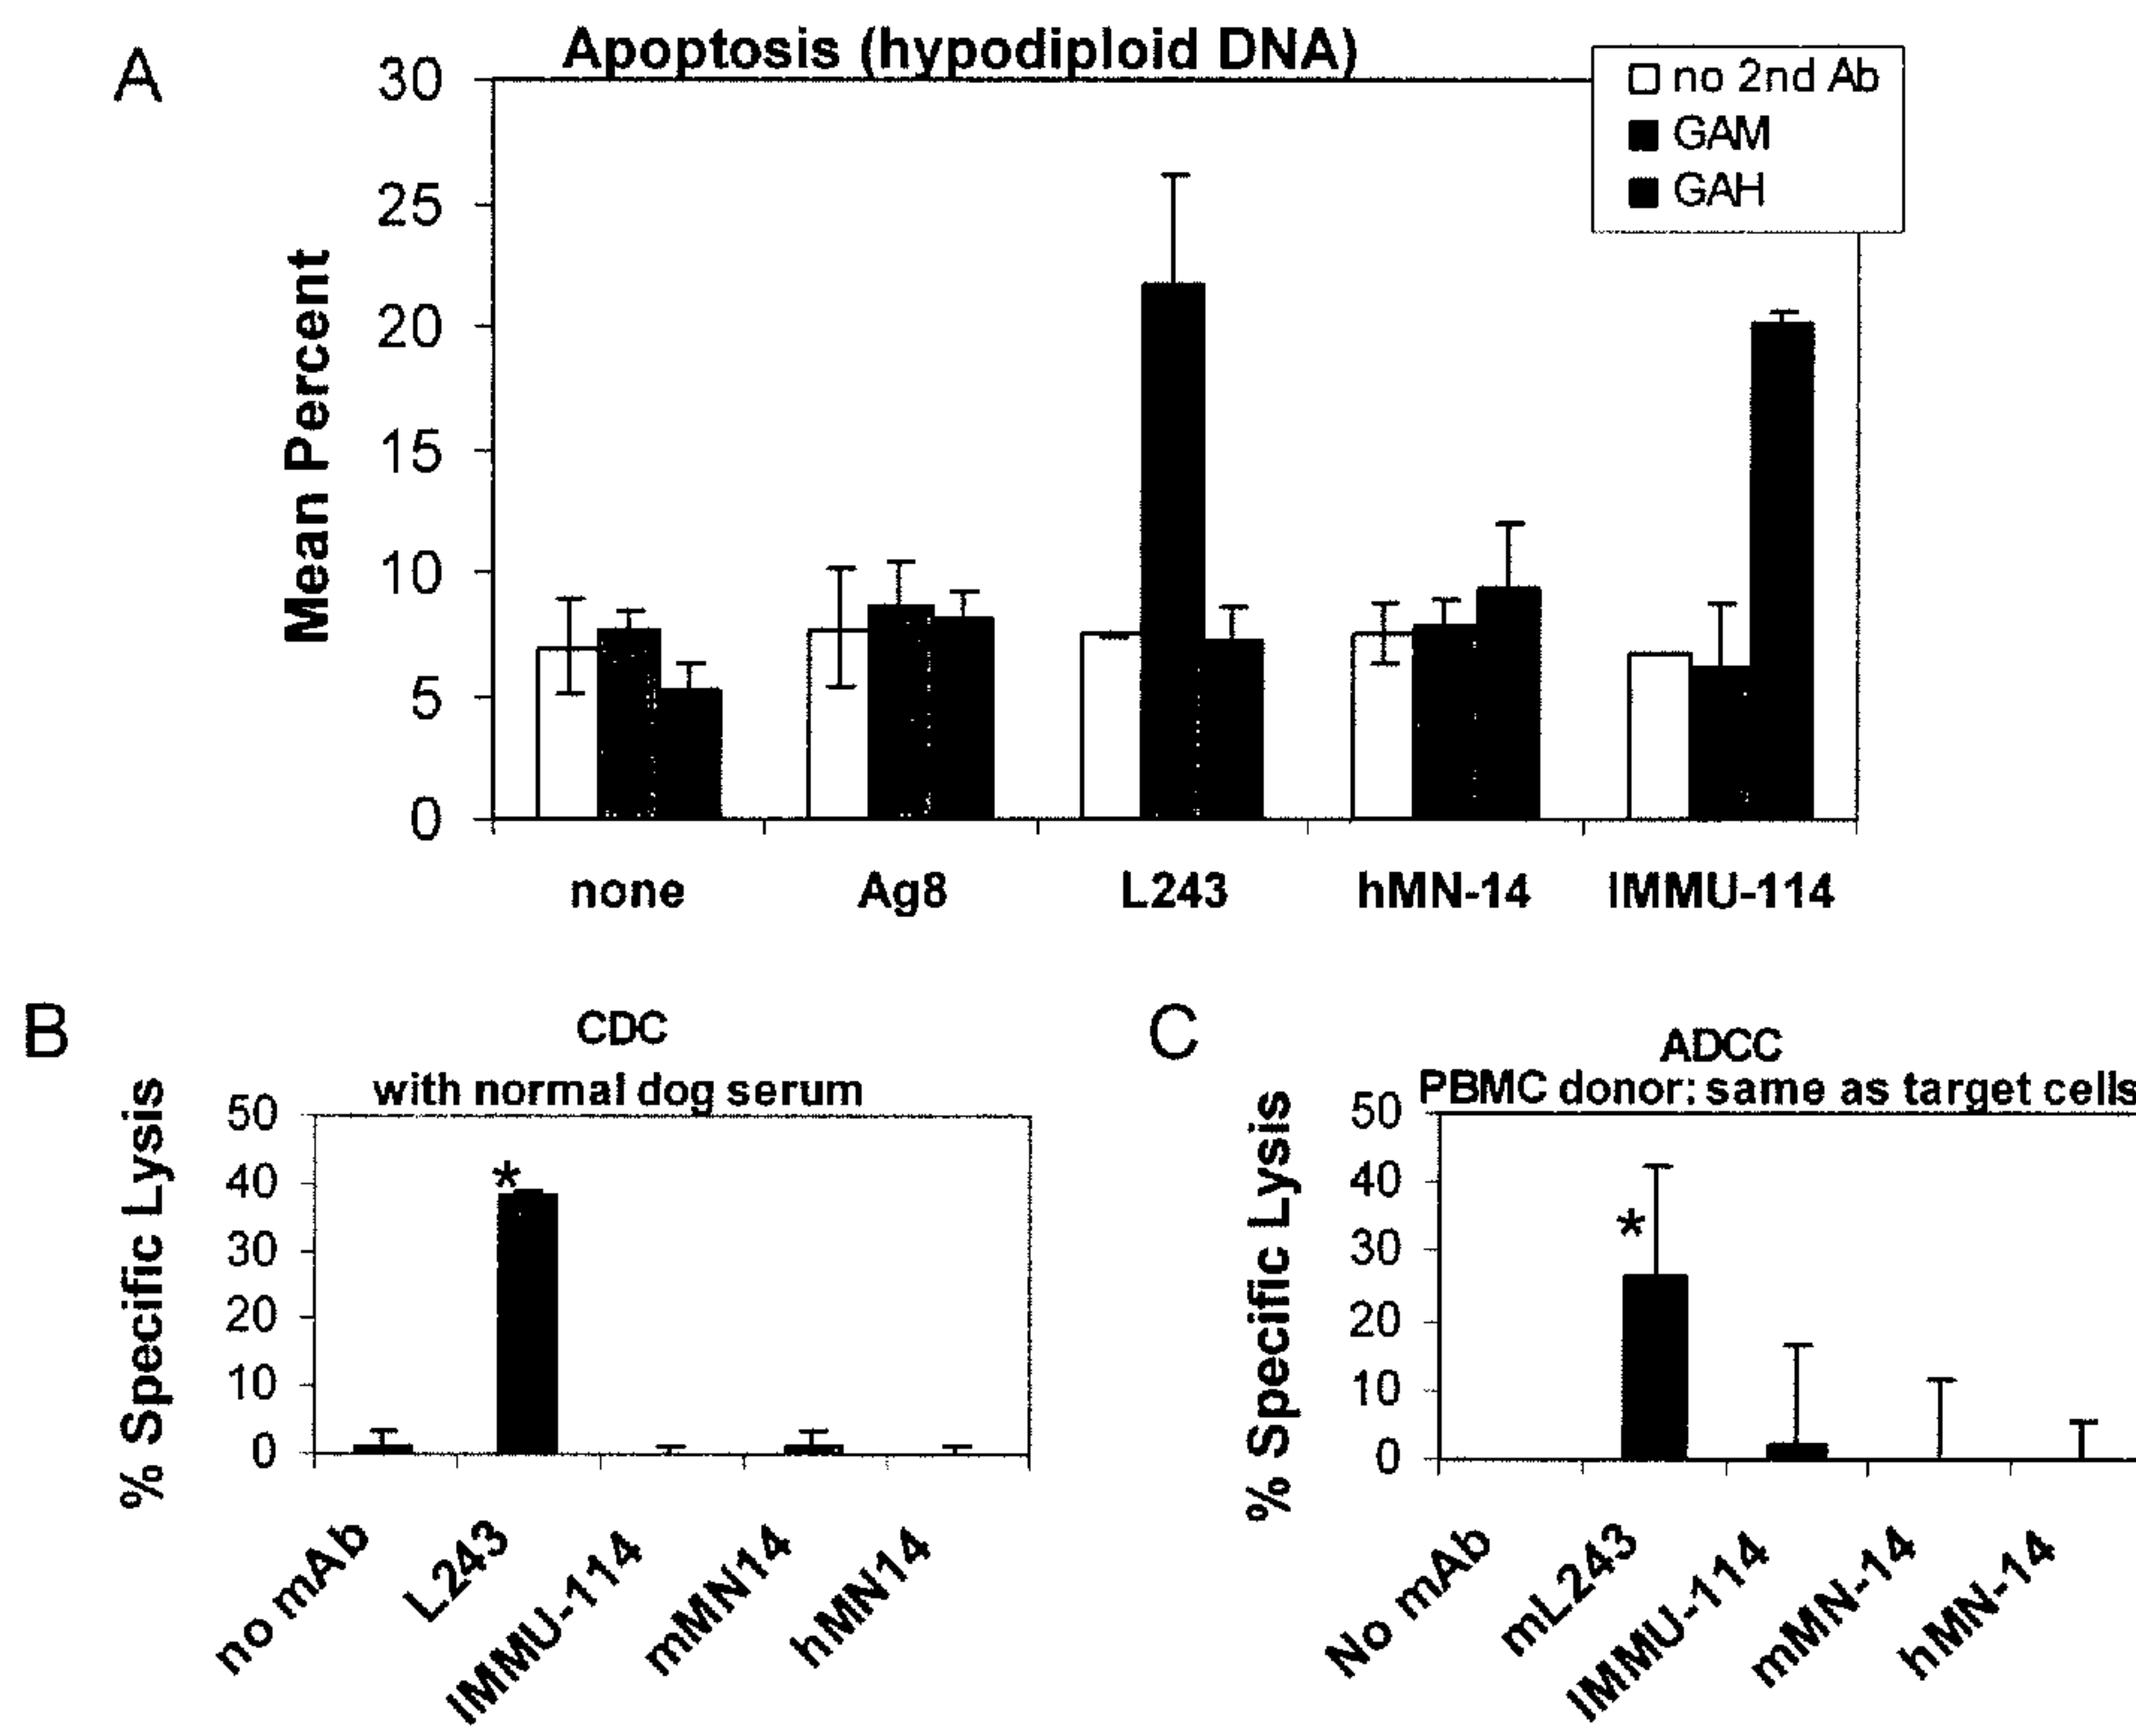 A
Apoptosis (hypodiploid DNA)
no 2nd Ab
GAM
GAH
Mean Percent
30
25
20
15
10
5
0
none Ag8 L243 hMN-14 IMMU-114
B
CDC
with normal dog serum
% Specific Lysis
50
40
30
20
10
0
*
no mAb L243 IMMU-114 mMN14 hMN14
C
ADCC
PBMC donor: same as target cells
% Specific Lysis
50
40
30
20
10
0
*
No mAb mL243 IMMU-114 mMN-14 hMN-14